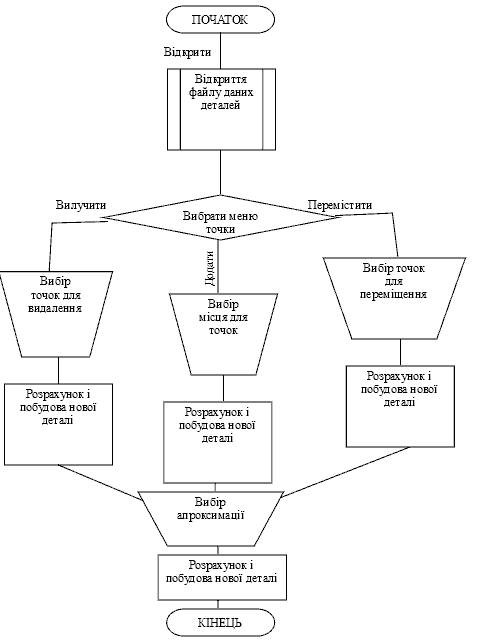 ПОЧАТОК
Відкрити
Відкриття
файлу даних
деталей
Вилучити
Перемістити
Вибрати меню
точки
Додати
Вибір
точок для
видалення
Вибір
місця для
точок
Вибір точок
для
переміщення
Розрахунок і
побудова нової
деталі
Розрахунок і
побудова нової
деталі
Розрахунок і
побудова нової
деталі
Вибір
апроксимації
Розрахунок і
побудова нової деталі
КІНЕЦЬ